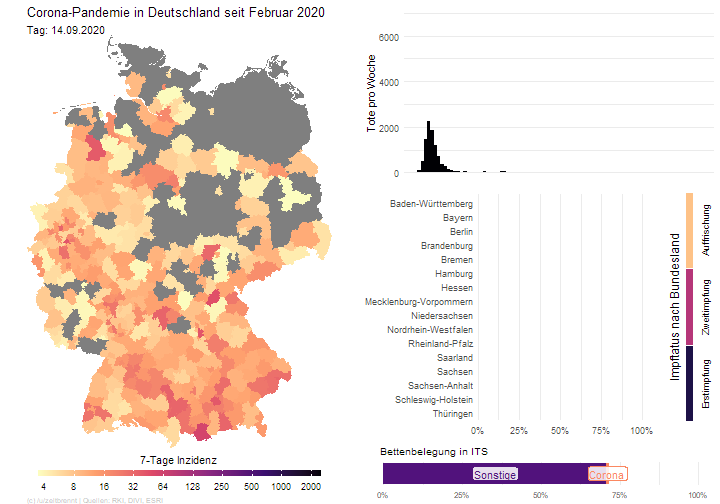 Corona-Pandemie in Deutschland seit Februar 2020
Tag: 14.09.2020
7-Tage Inzidenz
4 8 16 32 64 128 250 500 1000 2000
Quellen: RKI, DIVI, ESRI
Tote pro Woche
6000
4000
2000
0
Impfstatus nach Bundesland
Baden-Württemberg
Bayern
Berlin
Brandenburg
Bremen
Hamburg
Hessen
Mecklenburg-Vorpommern
Niedersachsen
Nordrhein-Westfalen
Rheinland-Pfalz
Saarland
Sachsen
Sachsen-Anhalt
Schleswig-Holstein
Thüringen
0% 25% 50% 75% 100%
Auffrischung
Zweitimpfung
Erstimpfung
Bettenbelegung in ITS
Sonstige
Corona
0% 25% 50% 75% 100%